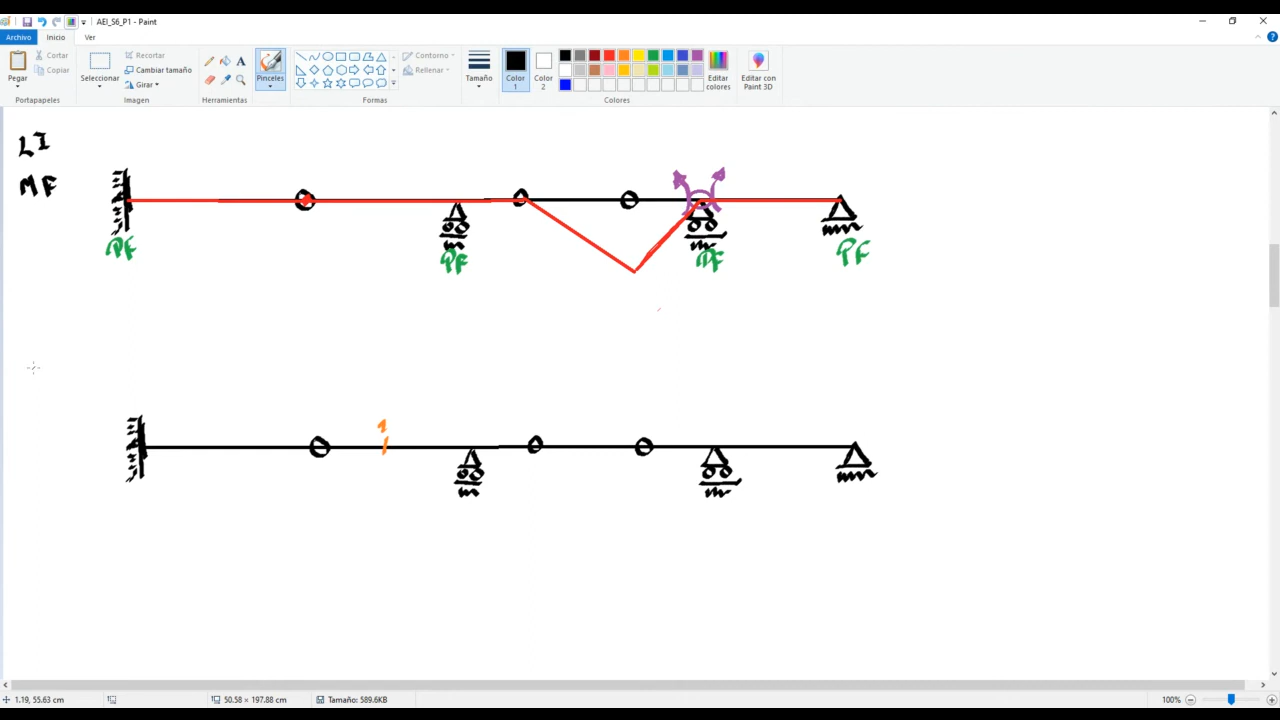 AEI_S6_P1 - Paint
Archivo Inicio Ver
Pegar
Cortar
Copiar
Portapapeles
Seleccionar
Recortar
Cambiar tamaño
Girar
Imagen
A
Herramientas
Pinceles
Contorno
Rellenar
Formas
Tamaño
Color 1
Color 2
Editar colores
Editar con Paint 3D
Colores
LI
MF
PF
PF
PF
PF
1
1.19, 55.63 cm
50.58 × 197.88 cm
Tamaño: 589.6KB
100%